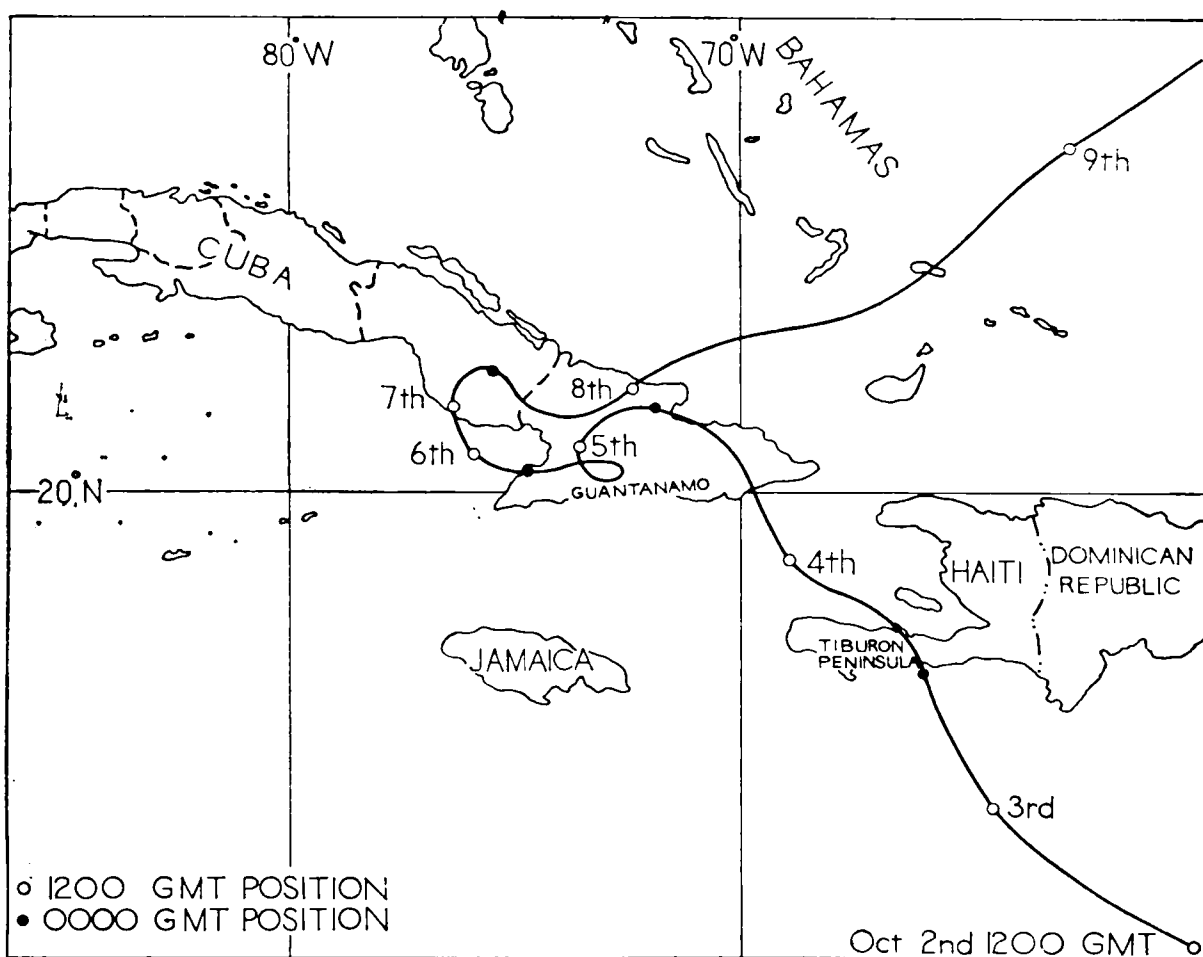 80°W
70°W
BAHAMAS
9th
CUBA
8th
7th
6th
5th
20°N
GUANTANAMO
4th
HAITI
DOMINICAN
REPUBLIC
TIBURON
PENINSULA
JAMAICA
3rd
1200 GMT POSITION
0000 GMT POSITION
Oct 2nd 1200 GMT